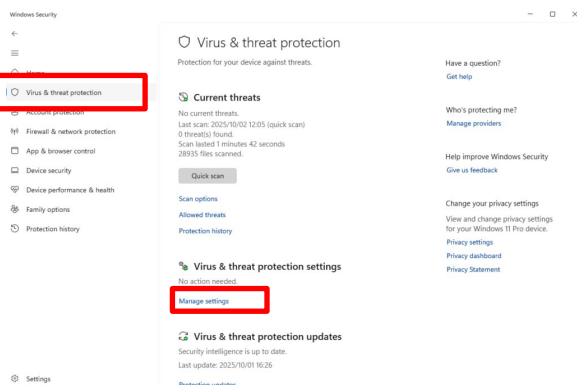 Windows Security
Home
Virus & threat protection
Account protection
Firewall & network protection
App & browser control
Device security
Device performance & health
Family options
Protection history
Settings
Virus & threat protection
Protection for your device against threats.
Current threats
No current threats.
Last scan: 2025/10/02 12:05 (quick scan)
0 threat(s) found.
Scan lasted 1 minutes 42 seconds
28935 files scanned.
Quick scan
Scan options
Allowed threats
Protection history
Virus & threat protection settings
No action needed.
Manage settings
Virus & threat protection updates
Security intelligence is up to date.
Last update: 2025/10/01 16:26
Protection updates
Have a question?
Get help
Who's protecting me?
Manage providers
Help improve Windows Security
Give us feedback
Change your privacy settings
View and change privacy settings
for your Windows 11 Pro device.
Privacy settings
Privacy dashboard
Privacy Statement